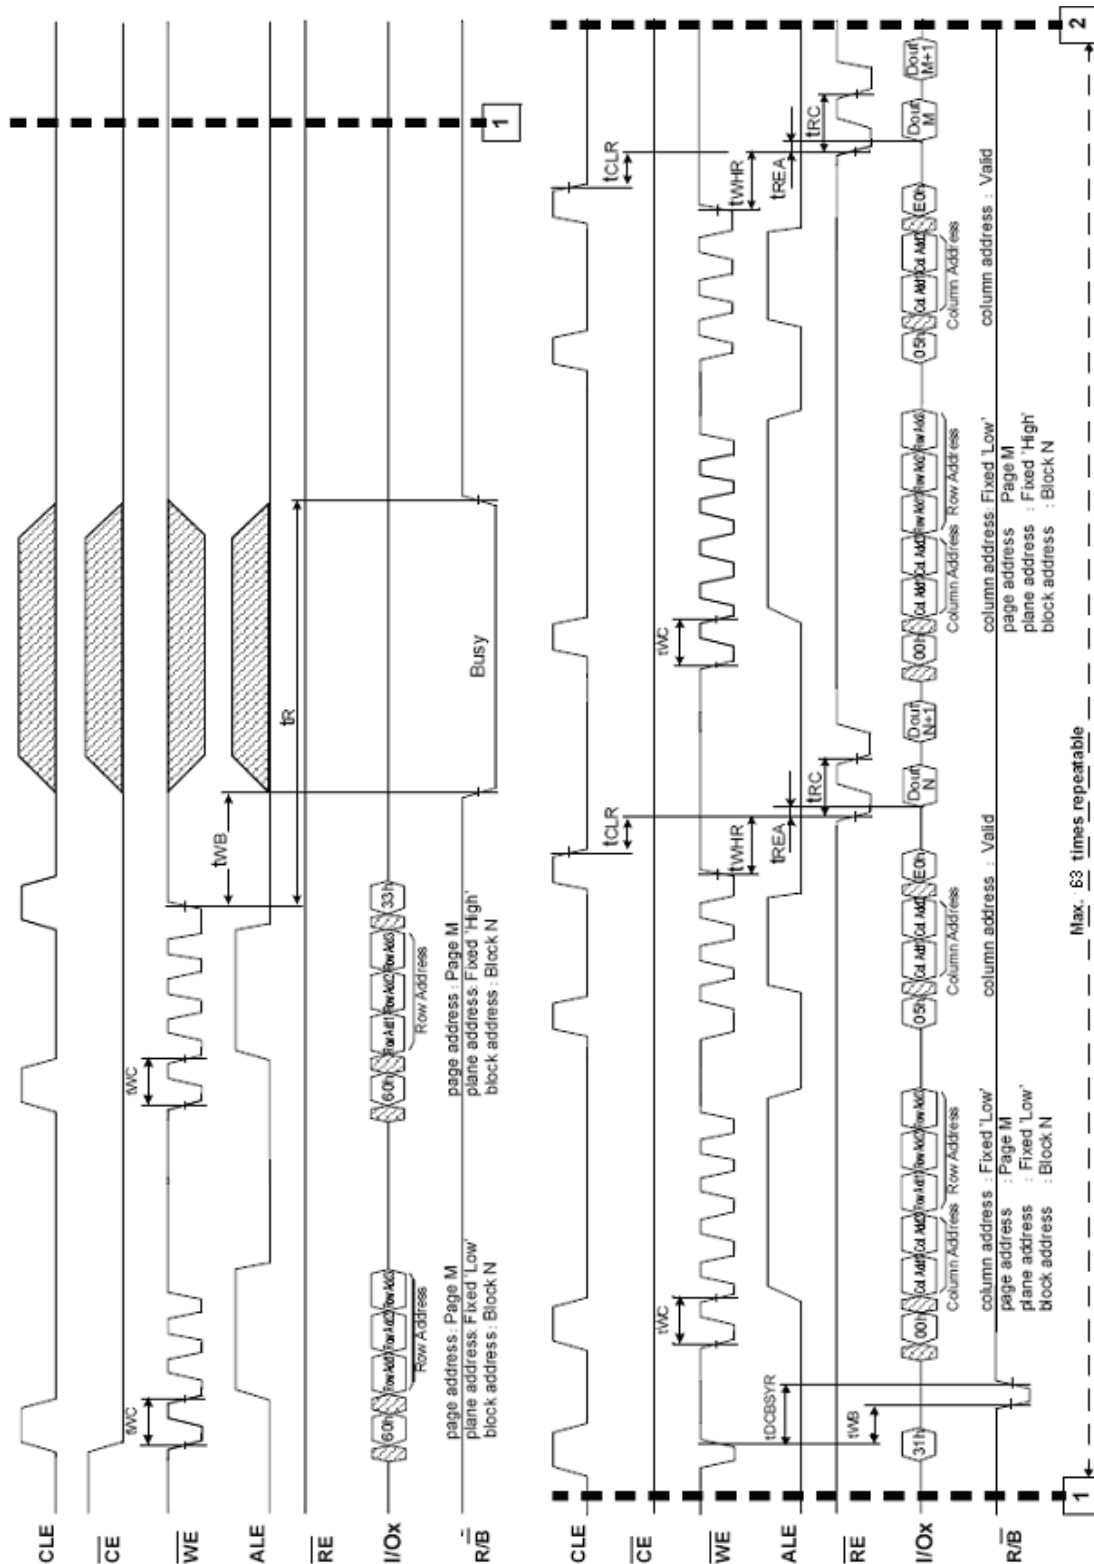 CLE
CE
WE
ALE
RE
I/Ox
R/B
tWC
tWC
tWB
tR
Busy
60h Row Add1 Row Add2 Row Add3
Row Address
60h Row Add1 Row Add2 Row Add3 33h
Row Address
page address : Page M
plane address : Fixed 'Low'
block address : Block N
page address : Page M
plane address : Fixed 'High'
block address : Block N
1
CLE
CE
WE
ALE
RE
I/Ox
R/B
tDCBSYR
tWB
tWC
tCLR
tWHR
tREA
tRC
tWC
tCLR
tWHR
tREA
tRC
31h
00h Col. Add1 Col. Add2 Row Add1 Row Add2 Row Add3
Column Address Row Address
05h Col. Add1 Col. Add2 E0h
Column Address
Dout N
Dout N+1
00h Col. Add1 Col. Add2 Row Add1 Row Add2 Row Add3
Column Address Row Address
05h Col. Add1 Col. Add2 E0h
Column Address
Dout M
Dout M+1
column address : Fixed 'Low'
page address : Page M
plane address : Fixed 'Low'
block address : Block N
column address : Valid
column address : Fixed 'Low'
page address : Page M
plane address : Fixed 'High'
block address : Block N
column address : Valid
1
Max. : 63 times repeatable
2